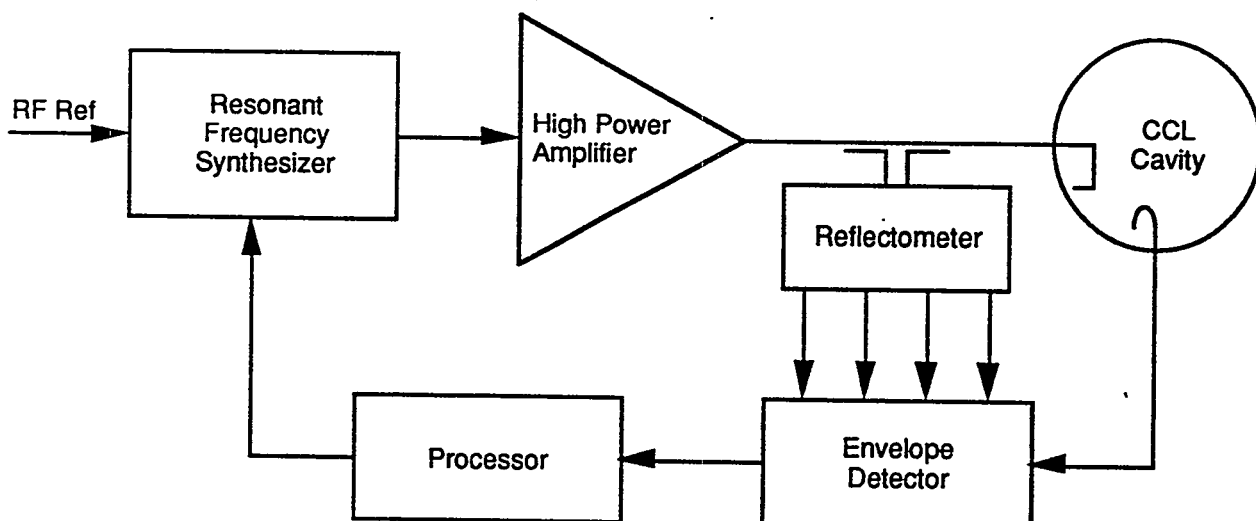 RF Ref
Resonant
Frequency
Synthesizer
High Power
Amplifier
CCL
Cavity
Reflectometer
Processor
Envelope
Detector